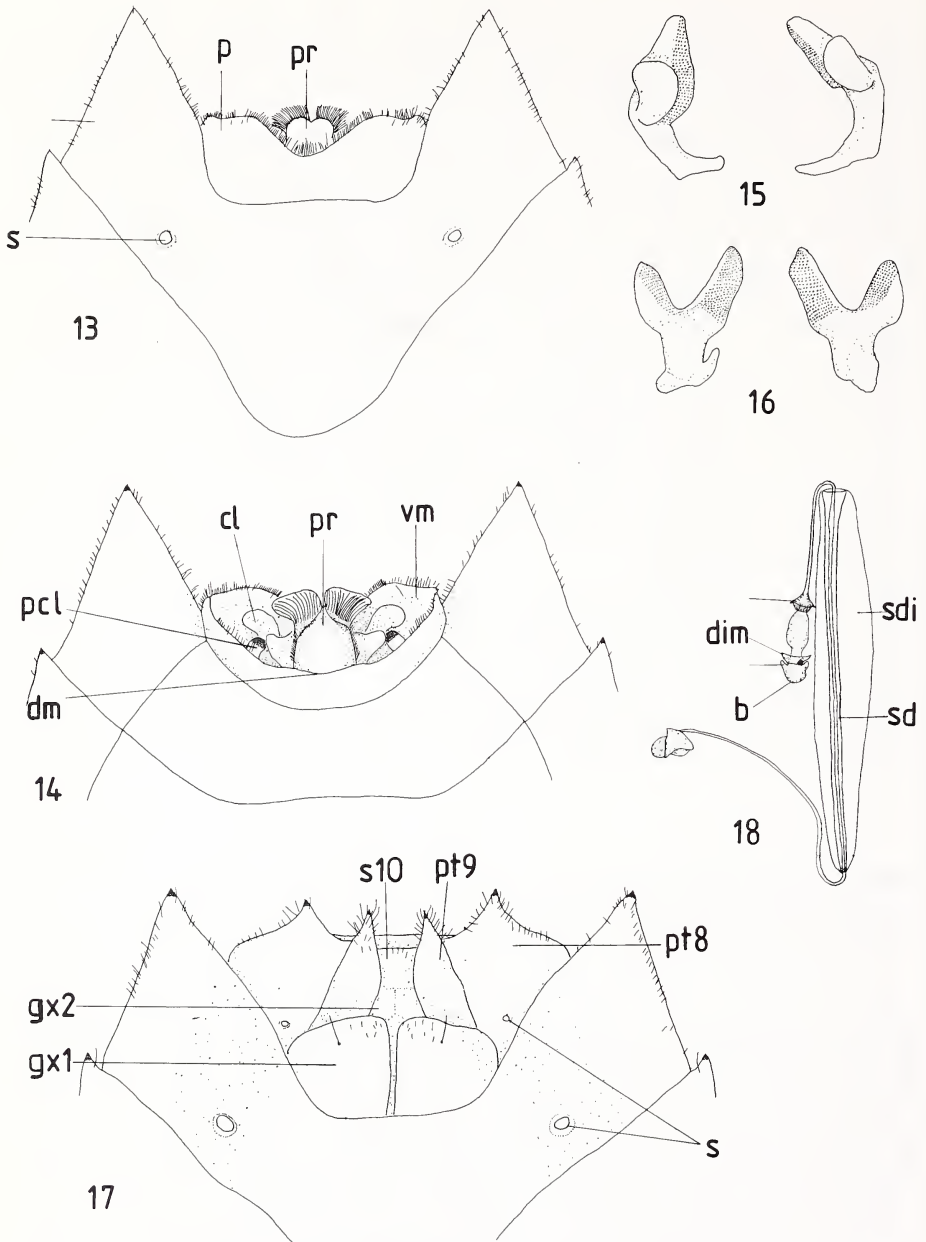 p pr
s
13
15
16
cl pr vm
pcl
dm
14
sdi
dim
b
sd
18
s10 pt9
pt8
gx2
gx1
s
17